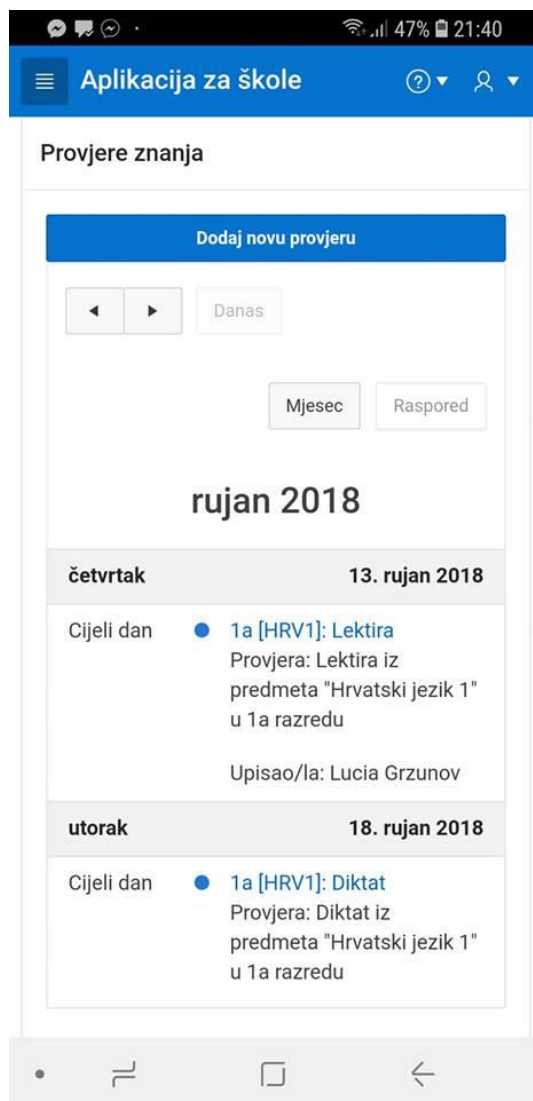 47% 21:40
Aplikacija za škole
Provjere znanja
Dodaj novu provjeru
Danas
Mjesec Raspored
rujan 2018
četvrtak 13. rujan 2018
Cijeli dan 1a [HRV1]: Lektira
Provjera: Lektira iz
predmeta "Hrvatski jezik 1"
u 1a razredu
Upisao/la: Lucia Grzunov
utorak 18. rujan 2018
Cijeli dan 1a [HRV1]: Diktat
Provjera: Diktat iz
predmeta "Hrvatski jezik 1"
u 1a razredu